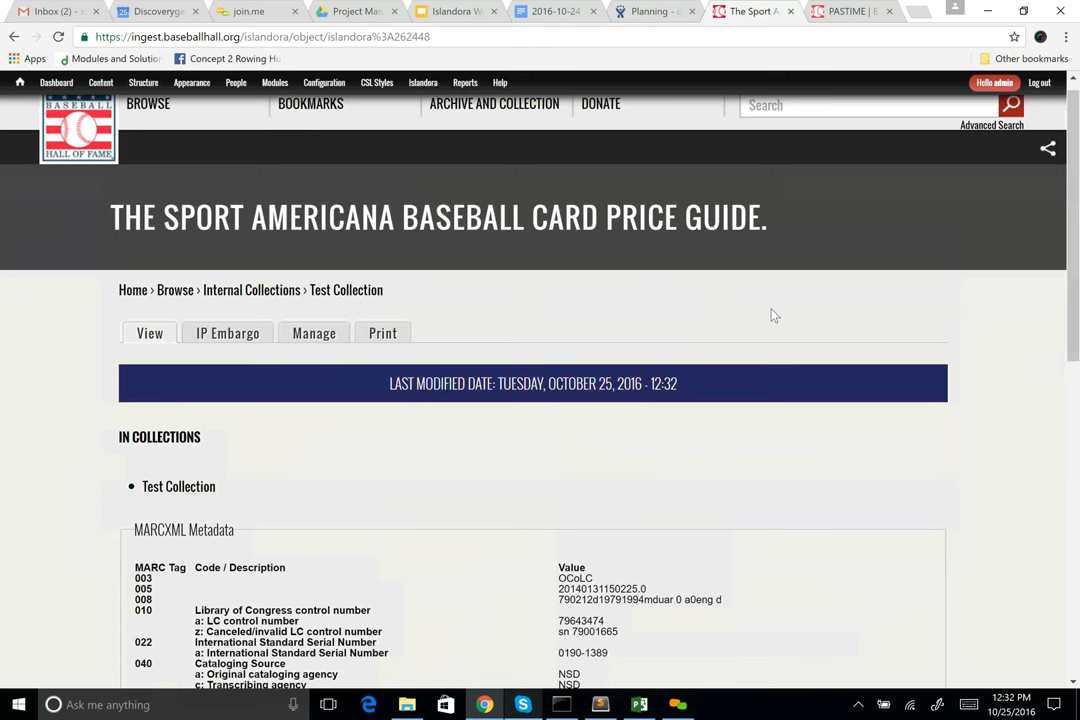 Inbox (2) - s
Discoveryga
join.me
Project Man
Islandora W
2016-10-24
Planning - d
The Sport A
PASTIME | B
https://ingest.baseballhall.org/islandora/object/islandora%3A262448
Apps
Modules and Solution
Concept 2 Rowing Hu
Other bookmarks
Dashboard Content Structure Appearance People Modules Configuration CSL Styles Islandora Reports Help Hello admin Log out
BASEBALL
HALL OF FAME
BROWSE BOOKMARKS ARCHIVE AND COLLECTION DONATE Search
Advanced Search
THE SPORT AMERICANA BASEBALL CARD PRICE GUIDE.
Home › Browse › Internal Collections › Test Collection
View IP Embargo Manage Print
LAST MODIFIED DATE: TUESDAY, OCTOBER 25, 2016 - 12:32
IN COLLECTIONS
• Test Collection
MARCXML Metadata
MARC Tag Code / Description Value
003 OCoLC
005 20140131150225.0
008 790212d19791994mduar 0 a0eng d
010 Library of Congress control number
a: LC control number 79643474
z: Canceled/invalid LC control number sn 79001665
022 International Standard Serial Number
a: International Standard Serial Number 0190-1389
040 Cataloging Source
a: Original cataloging agency NSD
c: Transcribing agency NSD
Ask me anything
12:32 PM
10/25/2016